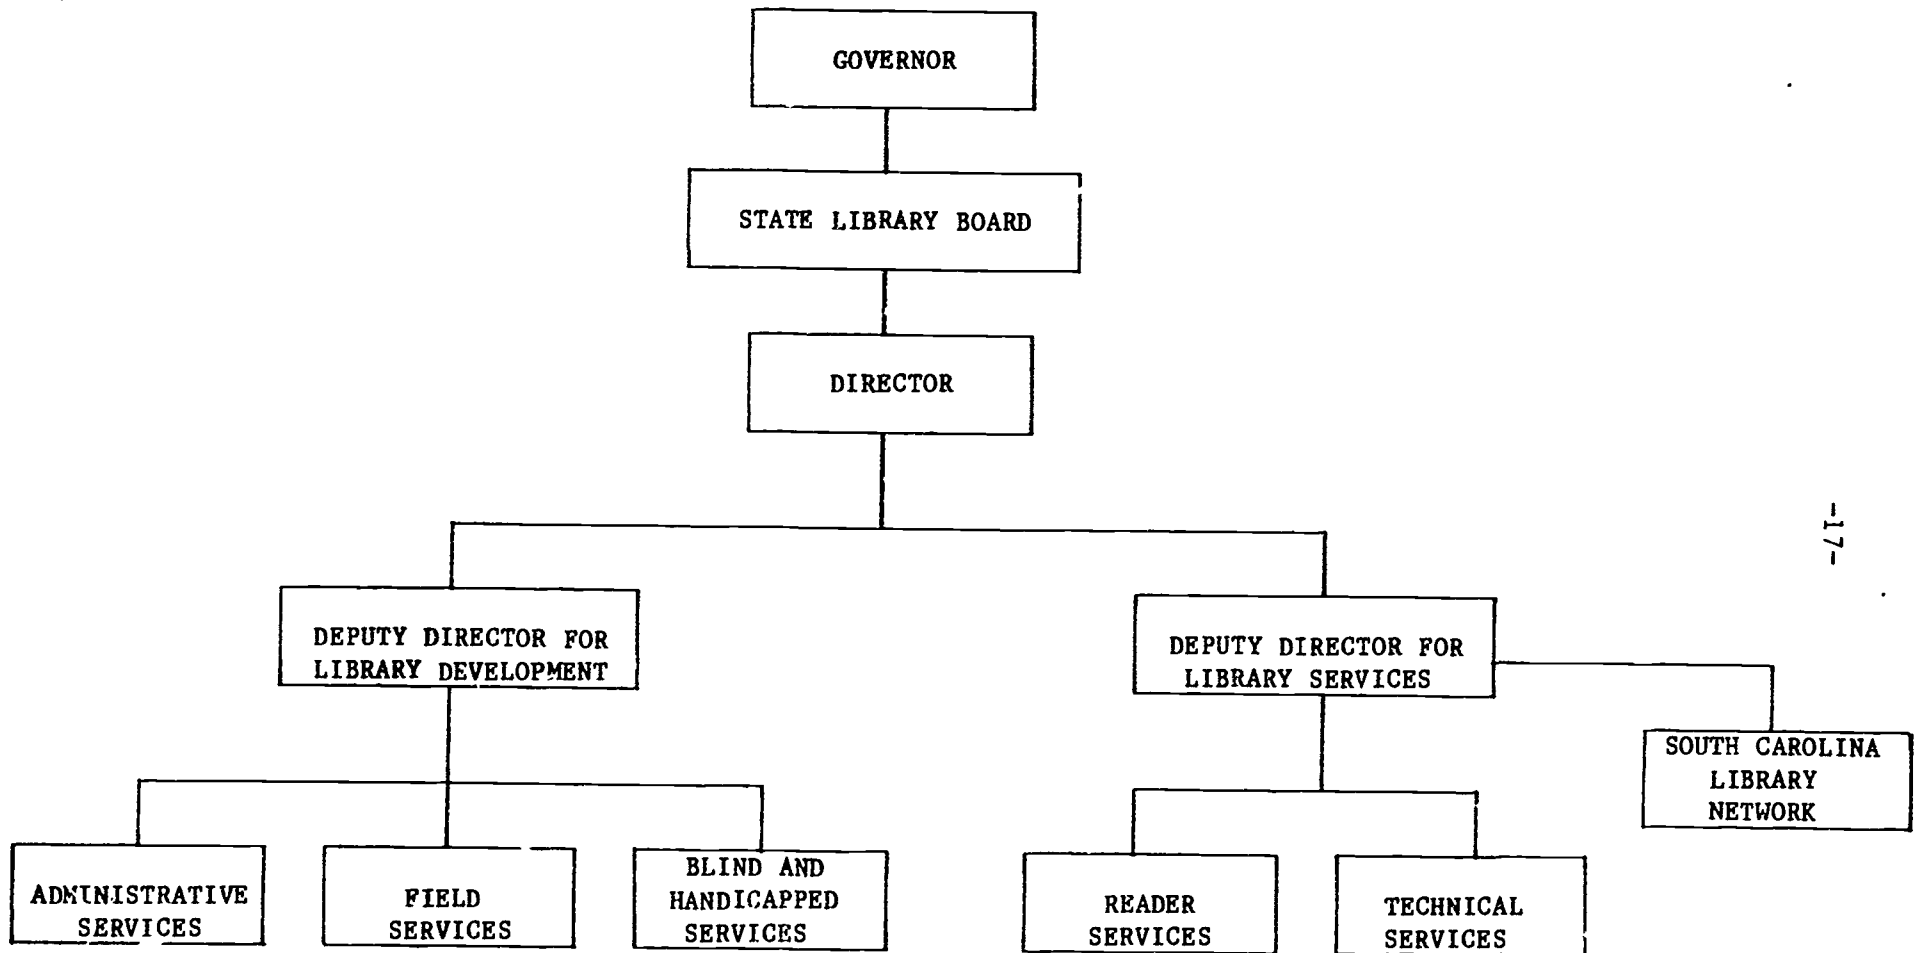 GOVERNOR
STATE LIBRARY BOARD
DIRECTOR
-17-
DEPUTY DIRECTOR FOR
LIBRARY DEVELOPMENT
DEPUTY DIRECTOR FOR
LIBRARY SERVICES
SOUTH CAROLINA
LIBRARY
NETWORK
ADMINISTRATIVE
SERVICES
FIELD
SERVICES
BLIND AND
HANDICAPPED
SERVICES
READER
SERVICES
TECHNICAL
SERVICES